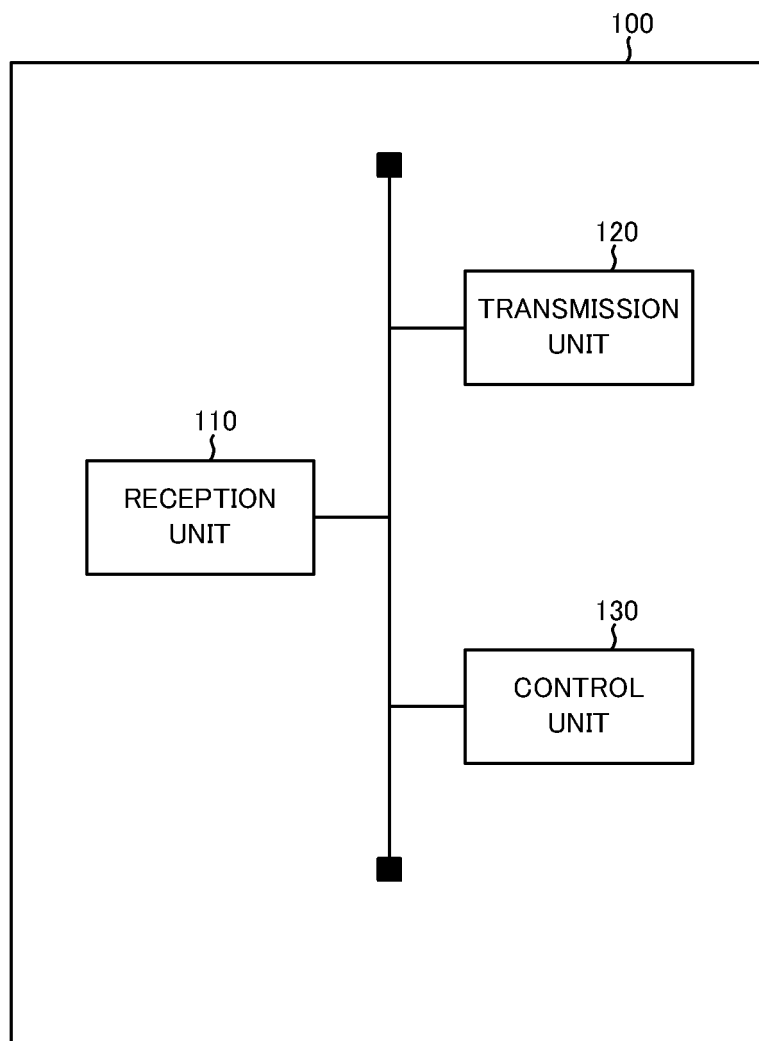 100
120
TRANSMISSION
UNIT
110
RECEPTION
UNIT
130
CONTROL
UNIT